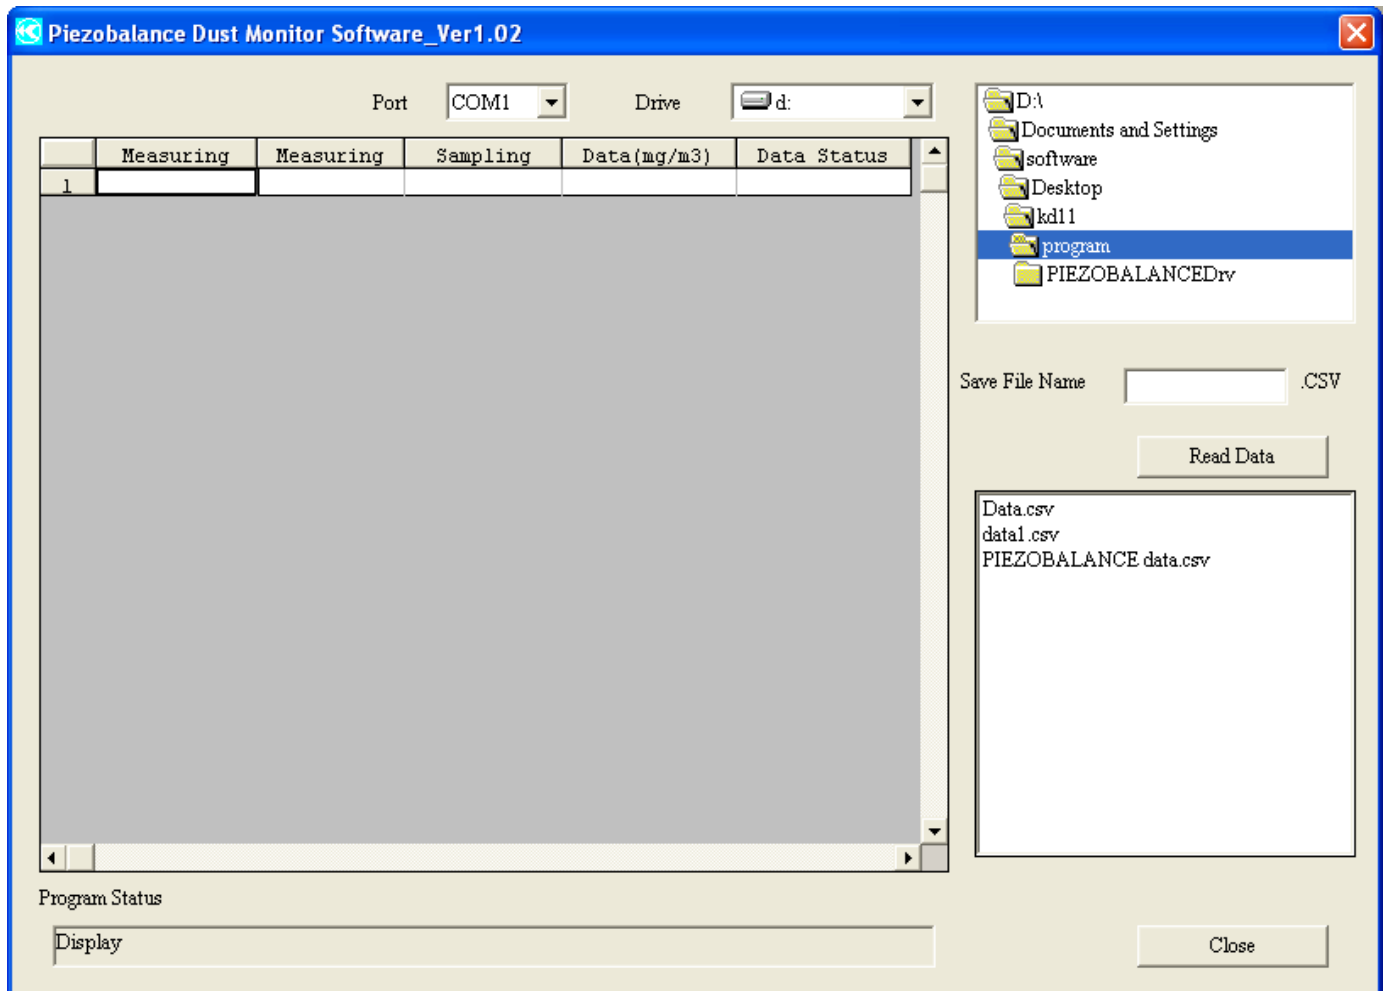 Piezobalance Dust Monitor Software_Ver1.02
Port COM1 Drive d:
Measuring Measuring Sampling Data(mg/m3) Data Status
1
D:\
Documents and Settings
software
Desktop
kd11
program
PIEZOBALANCEDrv
Save File Name .CSV
Read Data
Data.csv
data1.csv
PIEZOBALANCE data.csv
Program Status
Display
Close